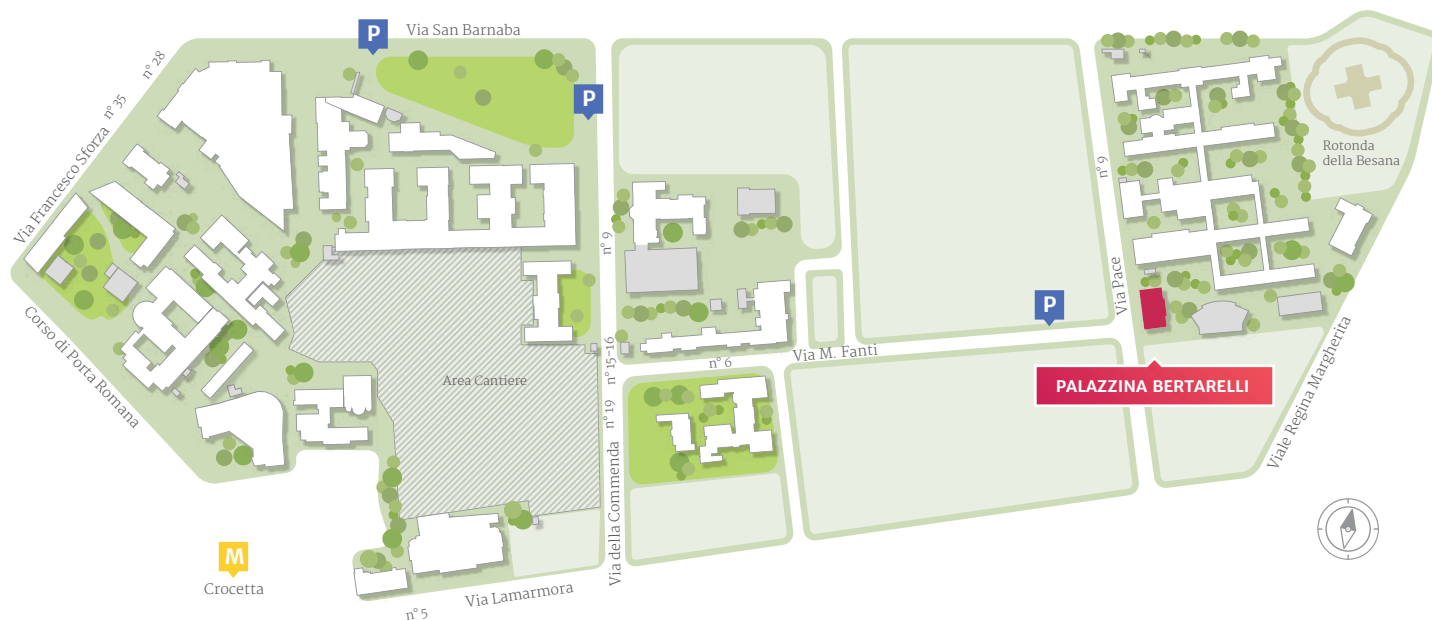 P
Via San Barnaba
n° 28
n° 35
P
Via Francesco Sforza
Rotonda
della Besana
n° 9
n° 9
Via Pace
P
Corso di Porta Romana
n° 15-16
Via M. Fanti
n° 6
Area Cantiere
PALAZZINA BERTARELLI
Viale Regina Margherita
n° 19
Via della Commenda
M
Crocetta
Via Lamarmora
n° 5